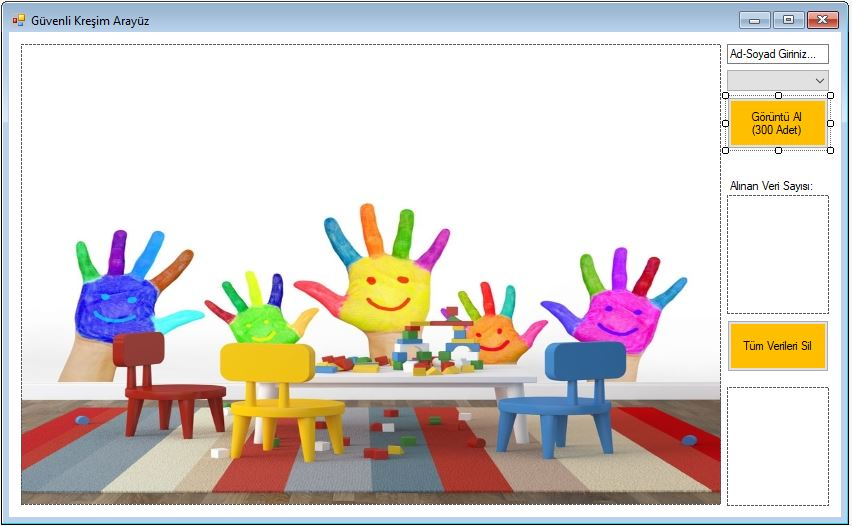 Güvenli Kreşim Arayüz
Ad-Soyad Giriniz...
Görüntü Al
(300 Adet)
Alınan Veri Sayısı:
Tüm Verileri Sil